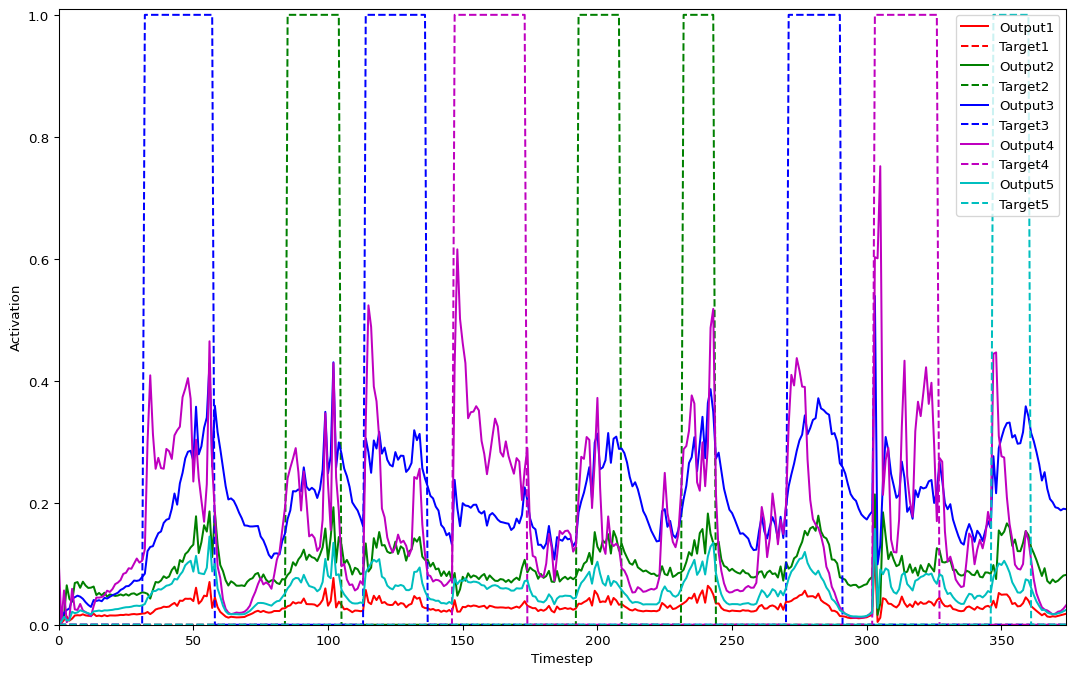 1.0
0.8
0.6
0.4
0.2
0.0
Activation
0
50
100
150
200
250
300
350
Timestep
Output1
Target1
Output2
Target2
Output3
Target3
Output4
Target4
Output5
Target5